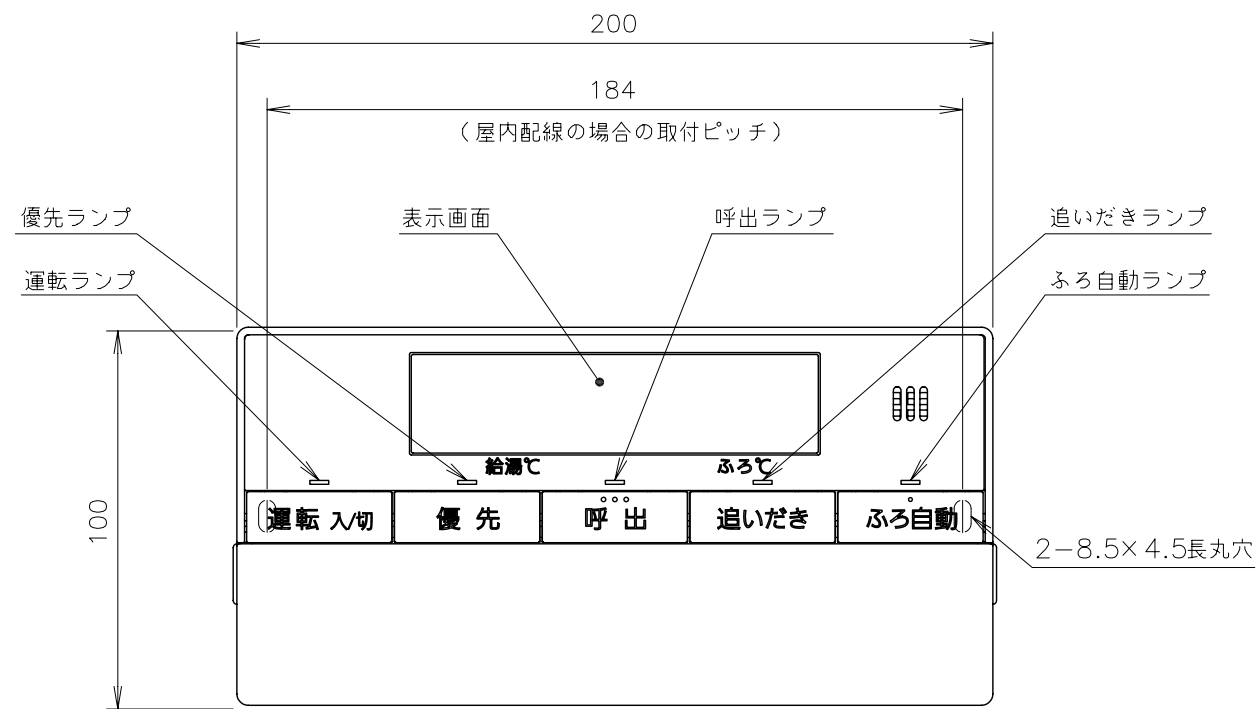 200
184
（屋内配線の場合の取付ピッチ）
優先ランプ
表示画面
呼出ランプ
追いだきランプ
運転ランプ
ふろ自動ランプ
給湯℃
ふろ℃
100
運転 入/切
優先
呼出
追いだき
ふろ自動
2-8.5×4.5長丸穴